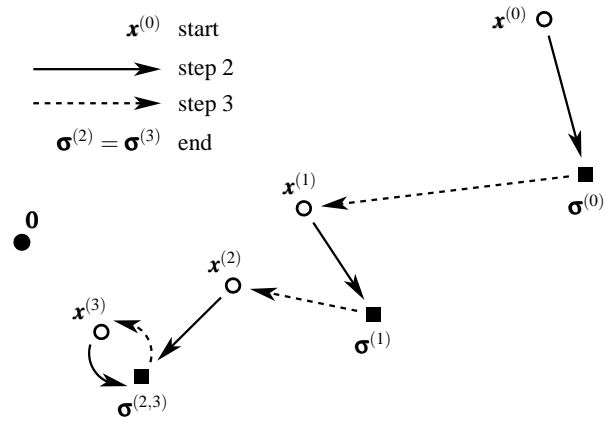 x^(0) start
step 2
step 3
σ^(2) = σ^(3) end
x^(0)
σ^(0)
x^(1)
0
x^(2)
σ^(1)
x^(3)
σ^(2,3)